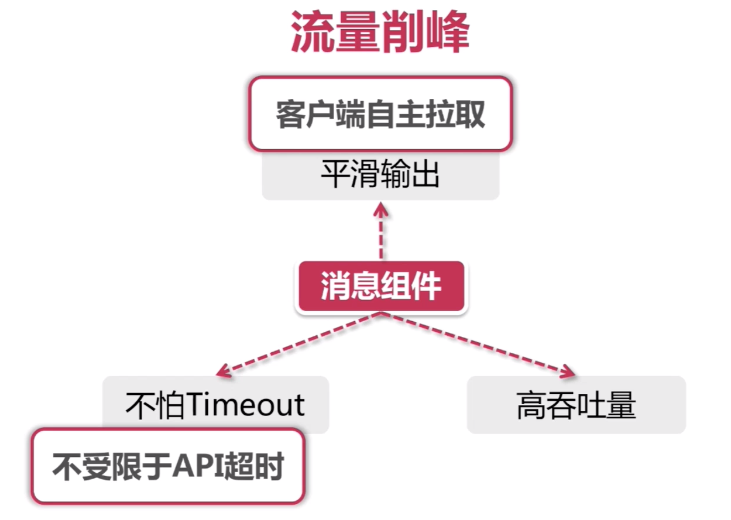 流量削峰
客户端自主拉取
平滑输出
消息组件
不怕Timeout
高吞吐量
不受限于API超时